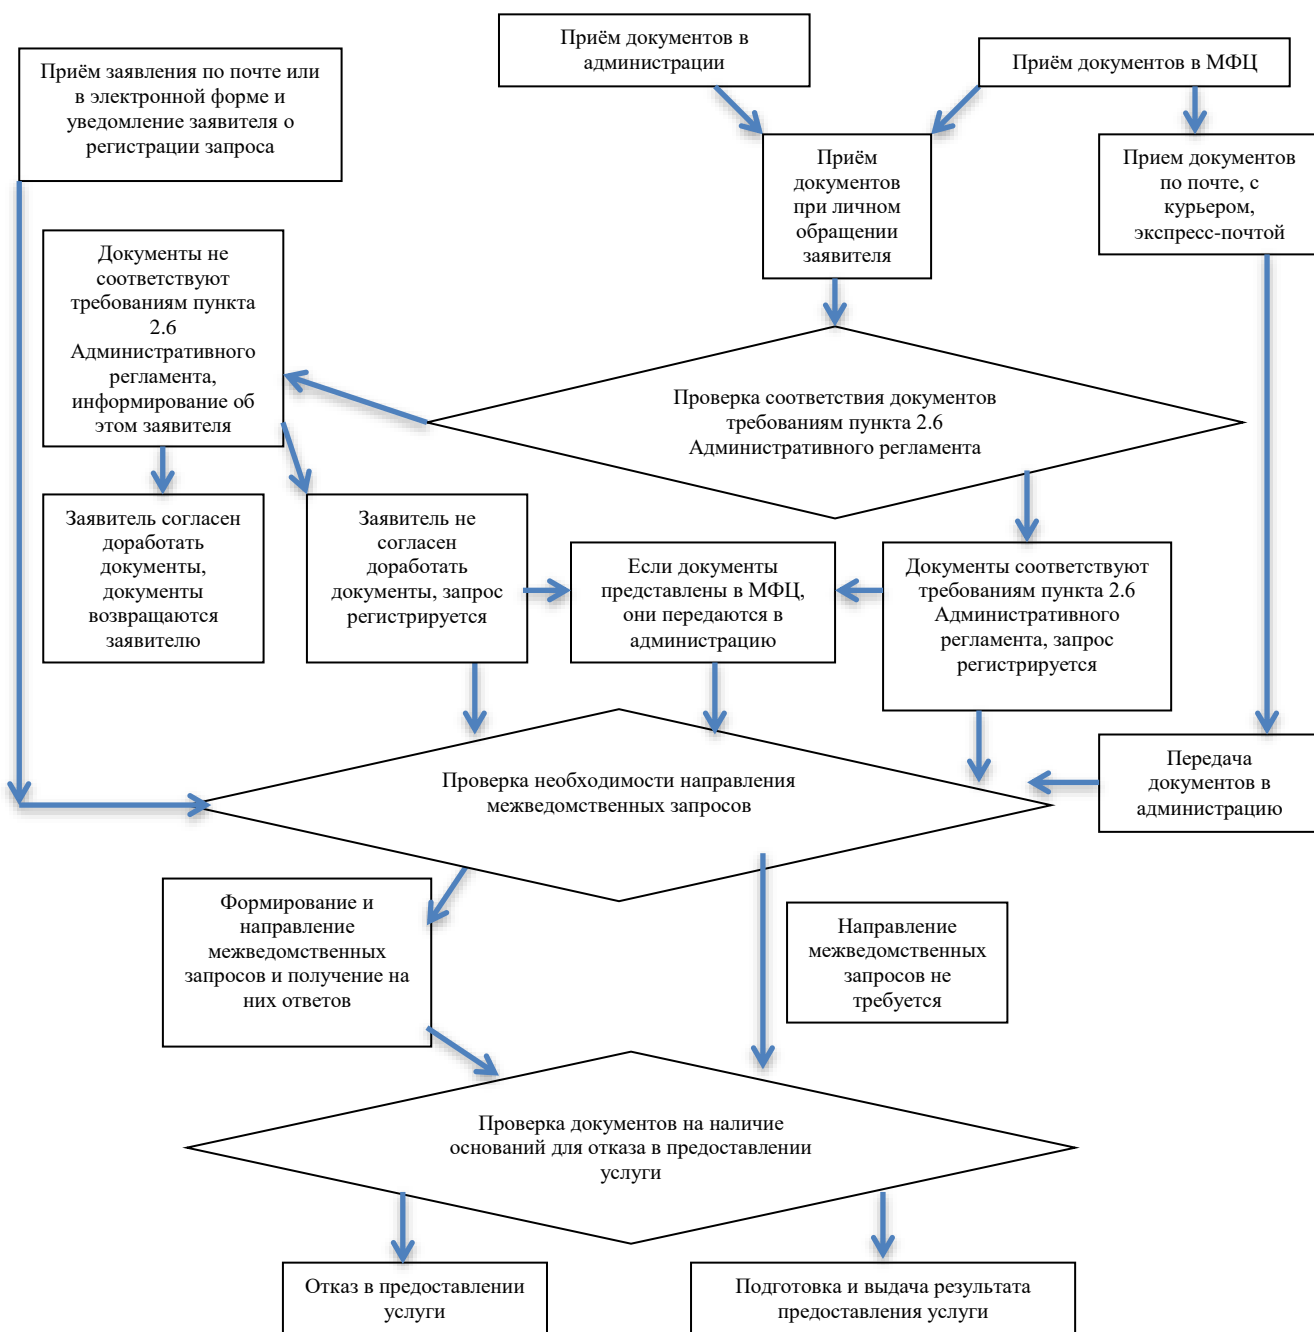 Приём документов в
администрации
Приём документов в МФЦ
Приём заявления по почте или
в электронной форме и
уведомление заявителя о
регистрации запроса
Приём
документов
при личном
обращении
заявителя
Прием документов
по почте, с
курьером,
экспресс-почтой
Документы не
соответствуют
требованиям пункта
2.6
Административного
регламента,
информирование об
этом заявителя
Проверка соответствия документов
требованиям пункта 2.6
Административного регламента
Заявитель согласен
доработать
документы,
документы
возвращаются
заявителю
Заявитель не
согласен
доработать
документы, запрос
регистрируется
Если документы
представлены в МФЦ,
они передаются в
администрацию
Документы соответствуют
требованиям пункта 2.6
Административного
регламента, запрос
регистрируется
Проверка необходимости направления
межведомственных запросов
Передача
документов в
администрацию
Формирование и
направление
межведомственных
запросов и получение на
них ответов
Направление
межведомственных
запросов не
требуется
Проверка документов на наличие
оснований для отказа в предоставлении
услуги
Отказ в предоставлении
услуги
Подготовка и выдача результата
предоставления услуги